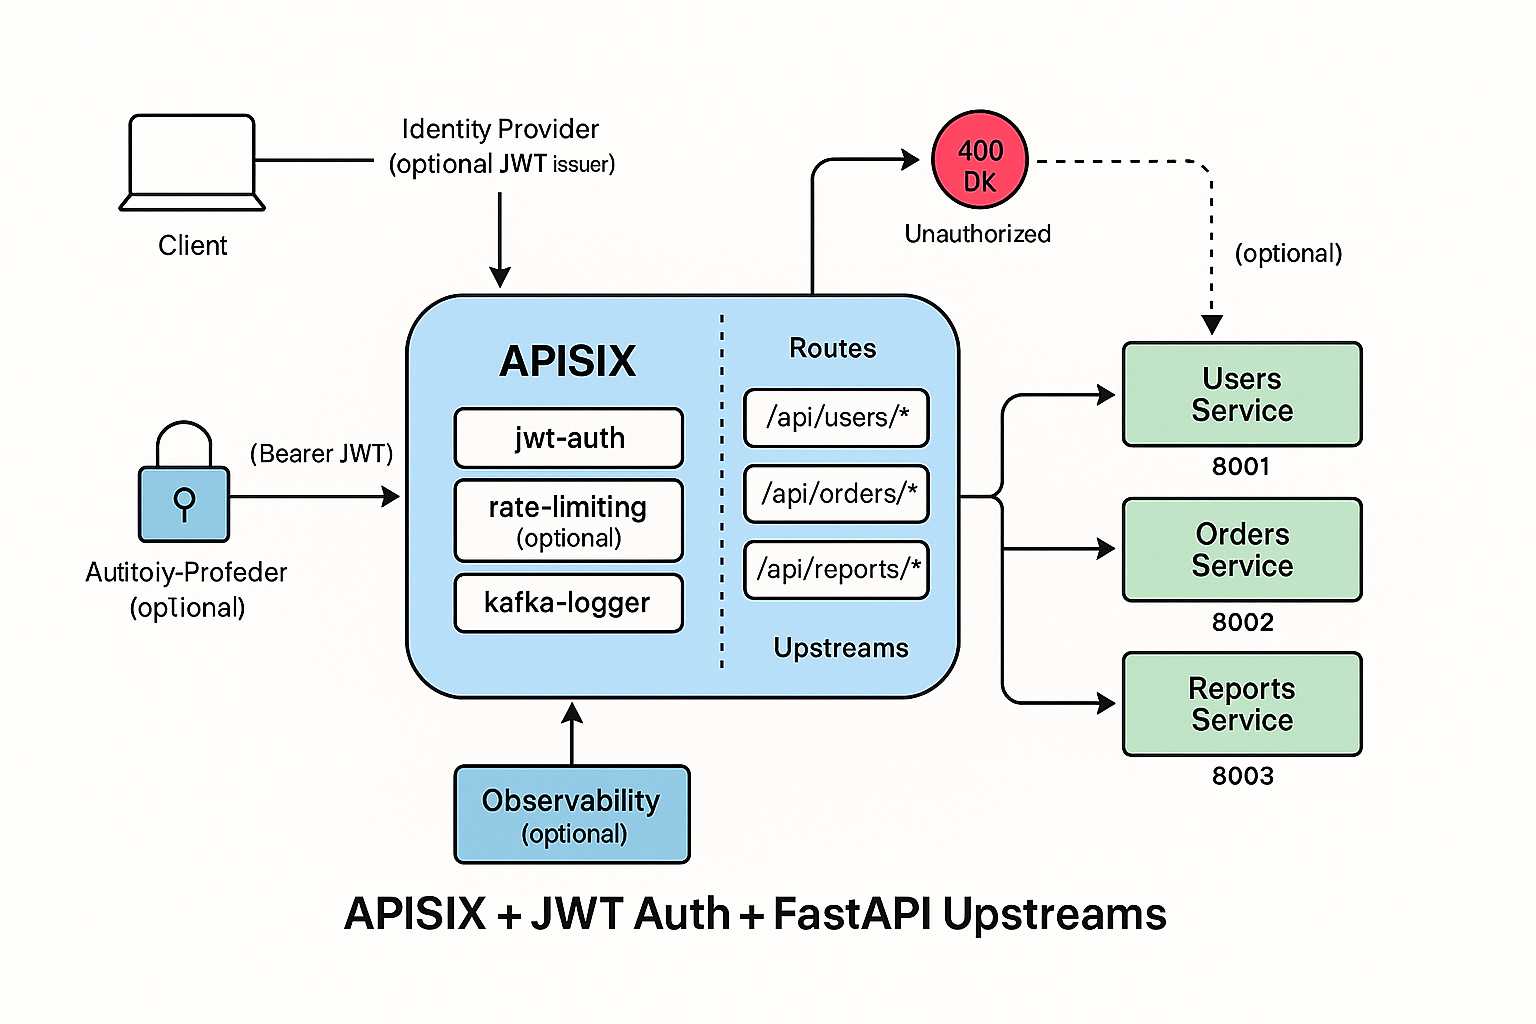 Identity Provider
(optional JWT issuer)
Client
400
DK
Unauthorized
(optional)
APISIX
jwt-auth
rate-limiting
(optional)
kafka-logger
Routes
/api/users/*
/api/orders/*
/api/reports/*
Upstreams
(Bearer JWT)
Autitoiy-Profeder
(optional)
Users
Service
8001
Orders
Service
8002
Reports
Service
8003
Observability
(optional)
APISIX + JWT Auth + FastAPI Upstreams